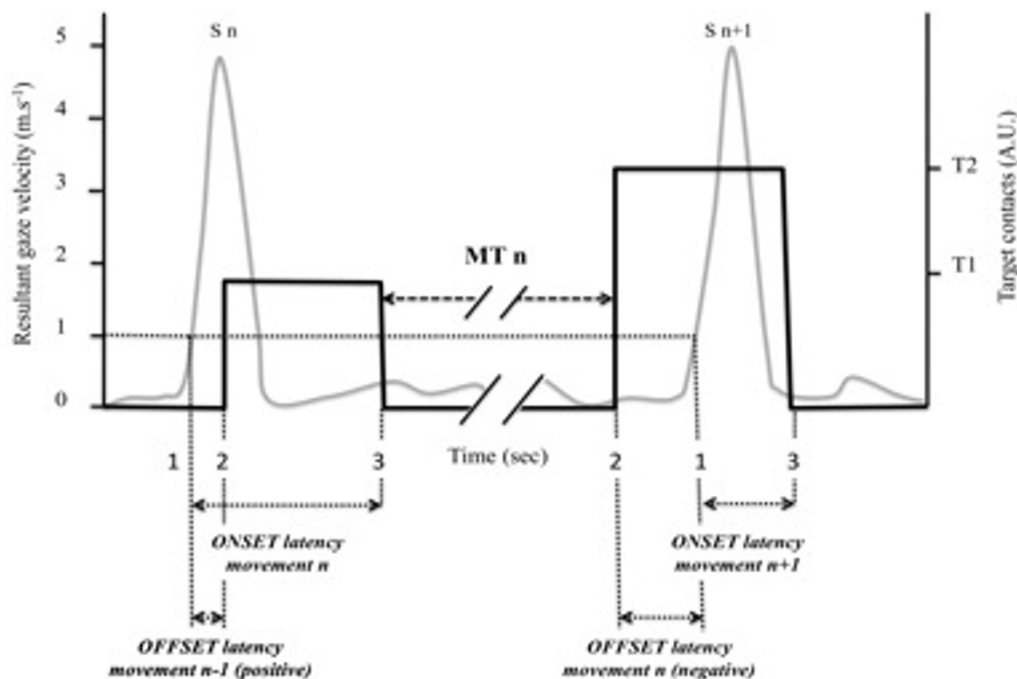 S n
S n+1
5
4
3
2
1
0
Resultant gaze velocity (m.s⁻¹)
T2
T1
Target contacts (A.U.)
MT n
1
2
3
Time (sec)
2
1
3
ONSET latency
movement n
ONSET latency
movement n+1
OFFSET latency
movement n-1 (positive)
OFFSET latency
movement n (negative)